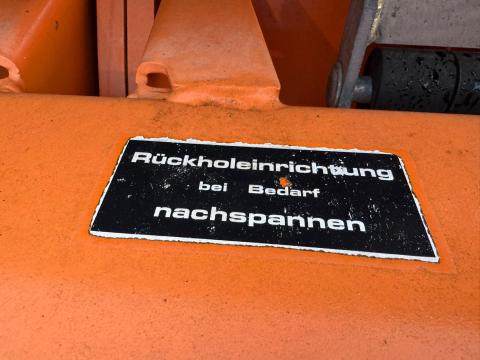 Rückholeinrichtung
bei Bedarf
nachspannen